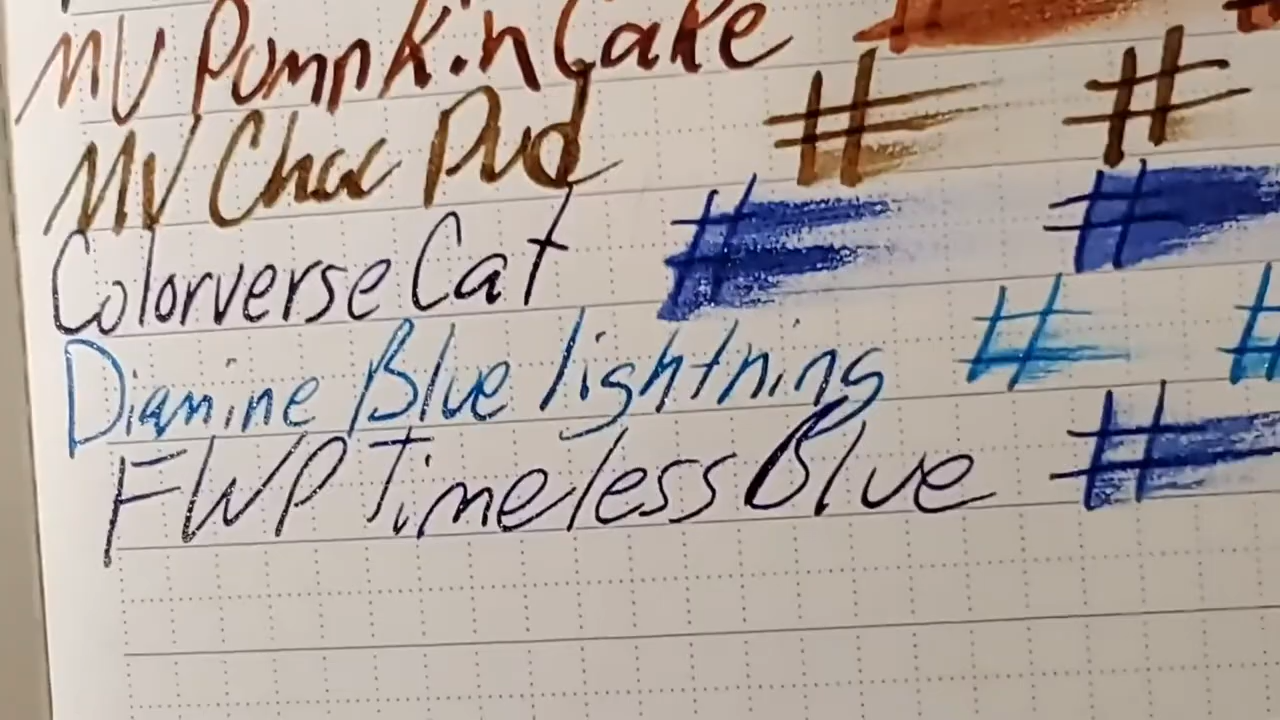 MV Pumpkin Cake # #
MV Choc Pud # #
Colorverse Cat # #
Diamine Blue lightning # #
FWP Timeless Blue #